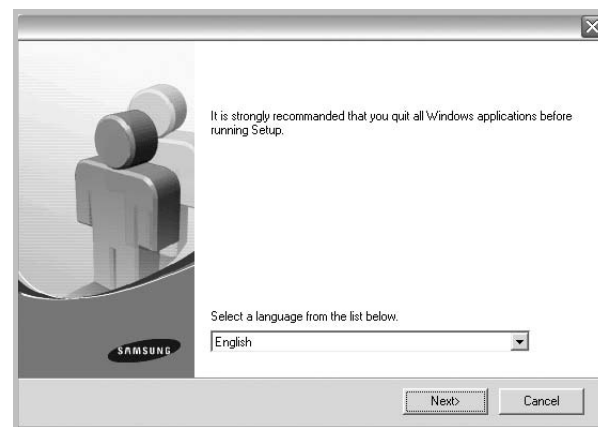 It is strongly recommanded that you quit all Windows applications before
running Setup.
Select a language from the list below.
English
SAMSUNG
Next>
Cancel